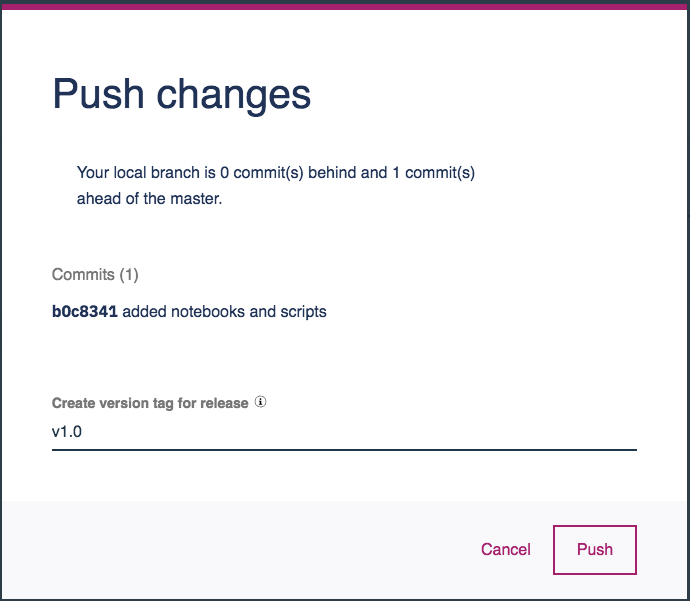 Push changes
Your local branch is 0 commit(s) behind and 1 commit(s)
ahead of the master.
Commits (1)
b0c8341 added notebooks and scripts
Create version tag for release
v1.0
Cancel Push